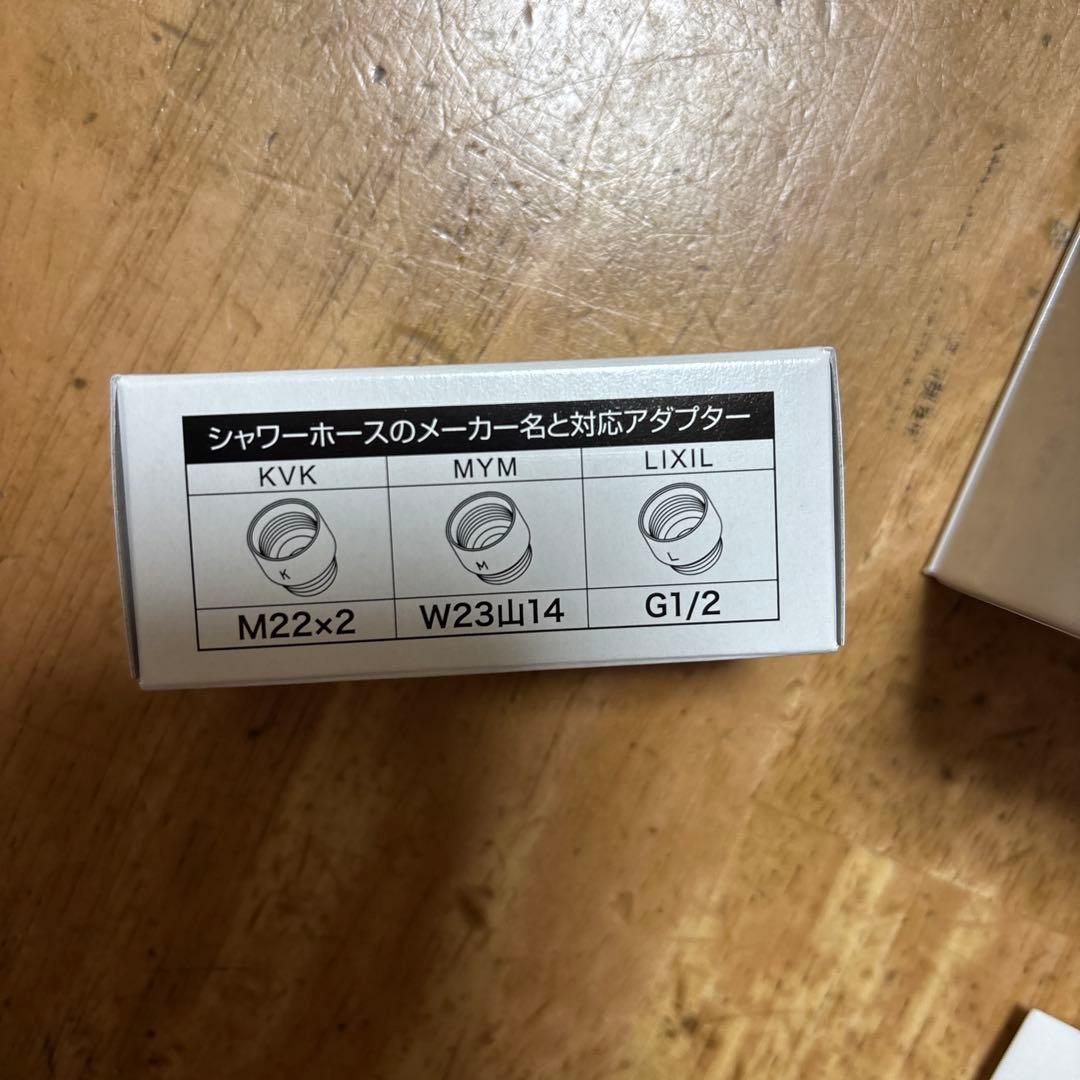 シャワーホースのメーカー名と対応アダプター
KVK MYM LIXIL
K M L
M22×2 W23山14 G1/2